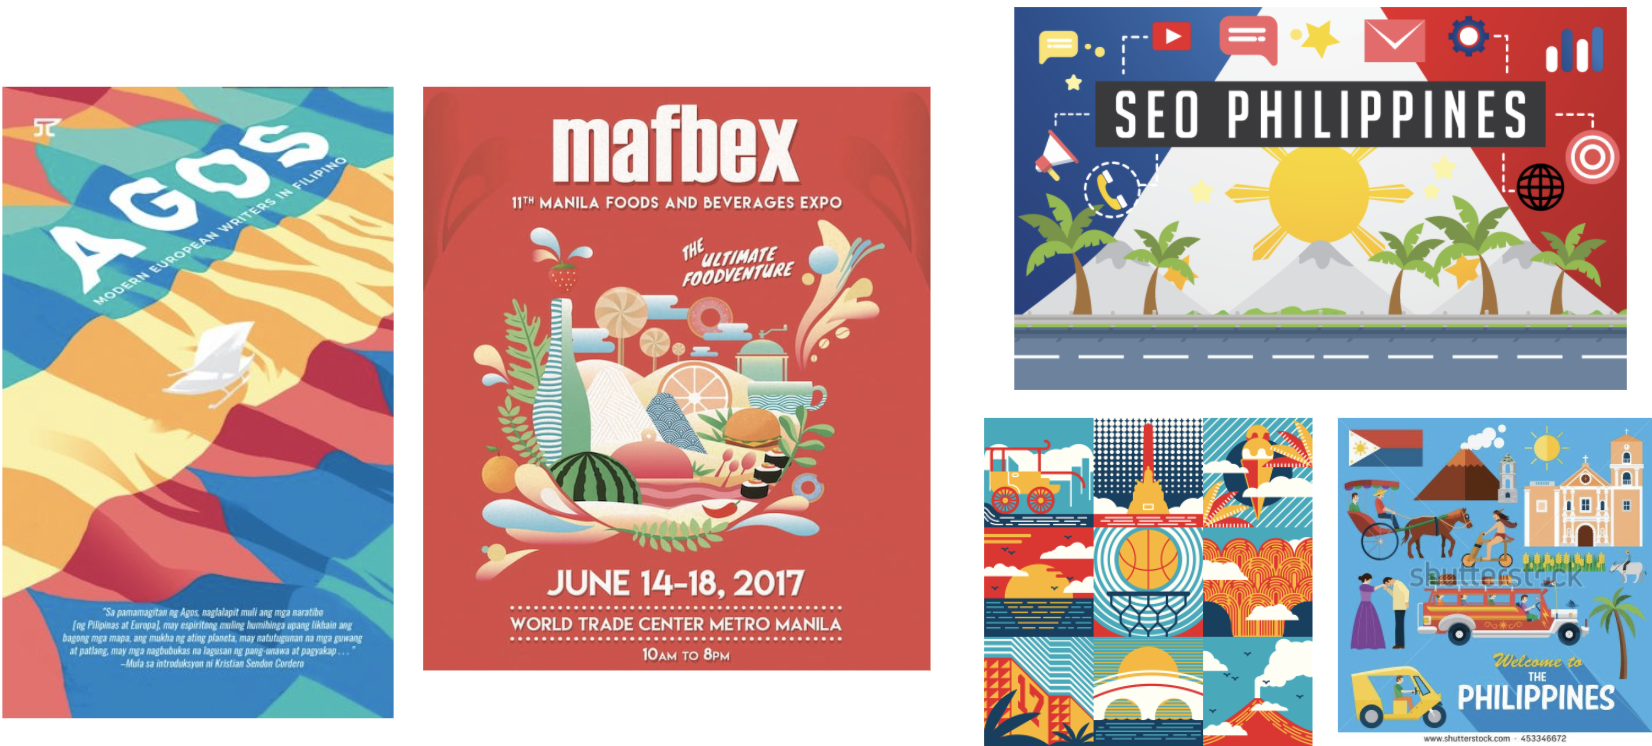 AGOS
MODERN EUROPEAN WRITERS IN FILIPINO
"Sa pamamagitan ng Agos, naglalapit muli ang mga naratibo
[ng Pilipinas at Europa], may espiritong muling humihinga upang likhain ang
bagong mga mapa, ang mukha ng ating planeta, may natutugunan na mga guwang
at patlang, may mga nagbubukas na lagusan ng pang-unawa at pagyakap . . ."
—Mula sa introduksyon ni Kristian Sendon Cordero
mafbex
11TH MANILA FOODS AND BEVERAGES EXPO
THE
ULTIMATE
FOODVENTURE
JUNE 14-18, 2017
WORLD TRADE CENTER METRO MANILA
10AM TO 8PM
SEO PHILIPPINES
shutterstock
Welcome to
THE
PHILIPPINES
www.shutterstock.com · 453346672